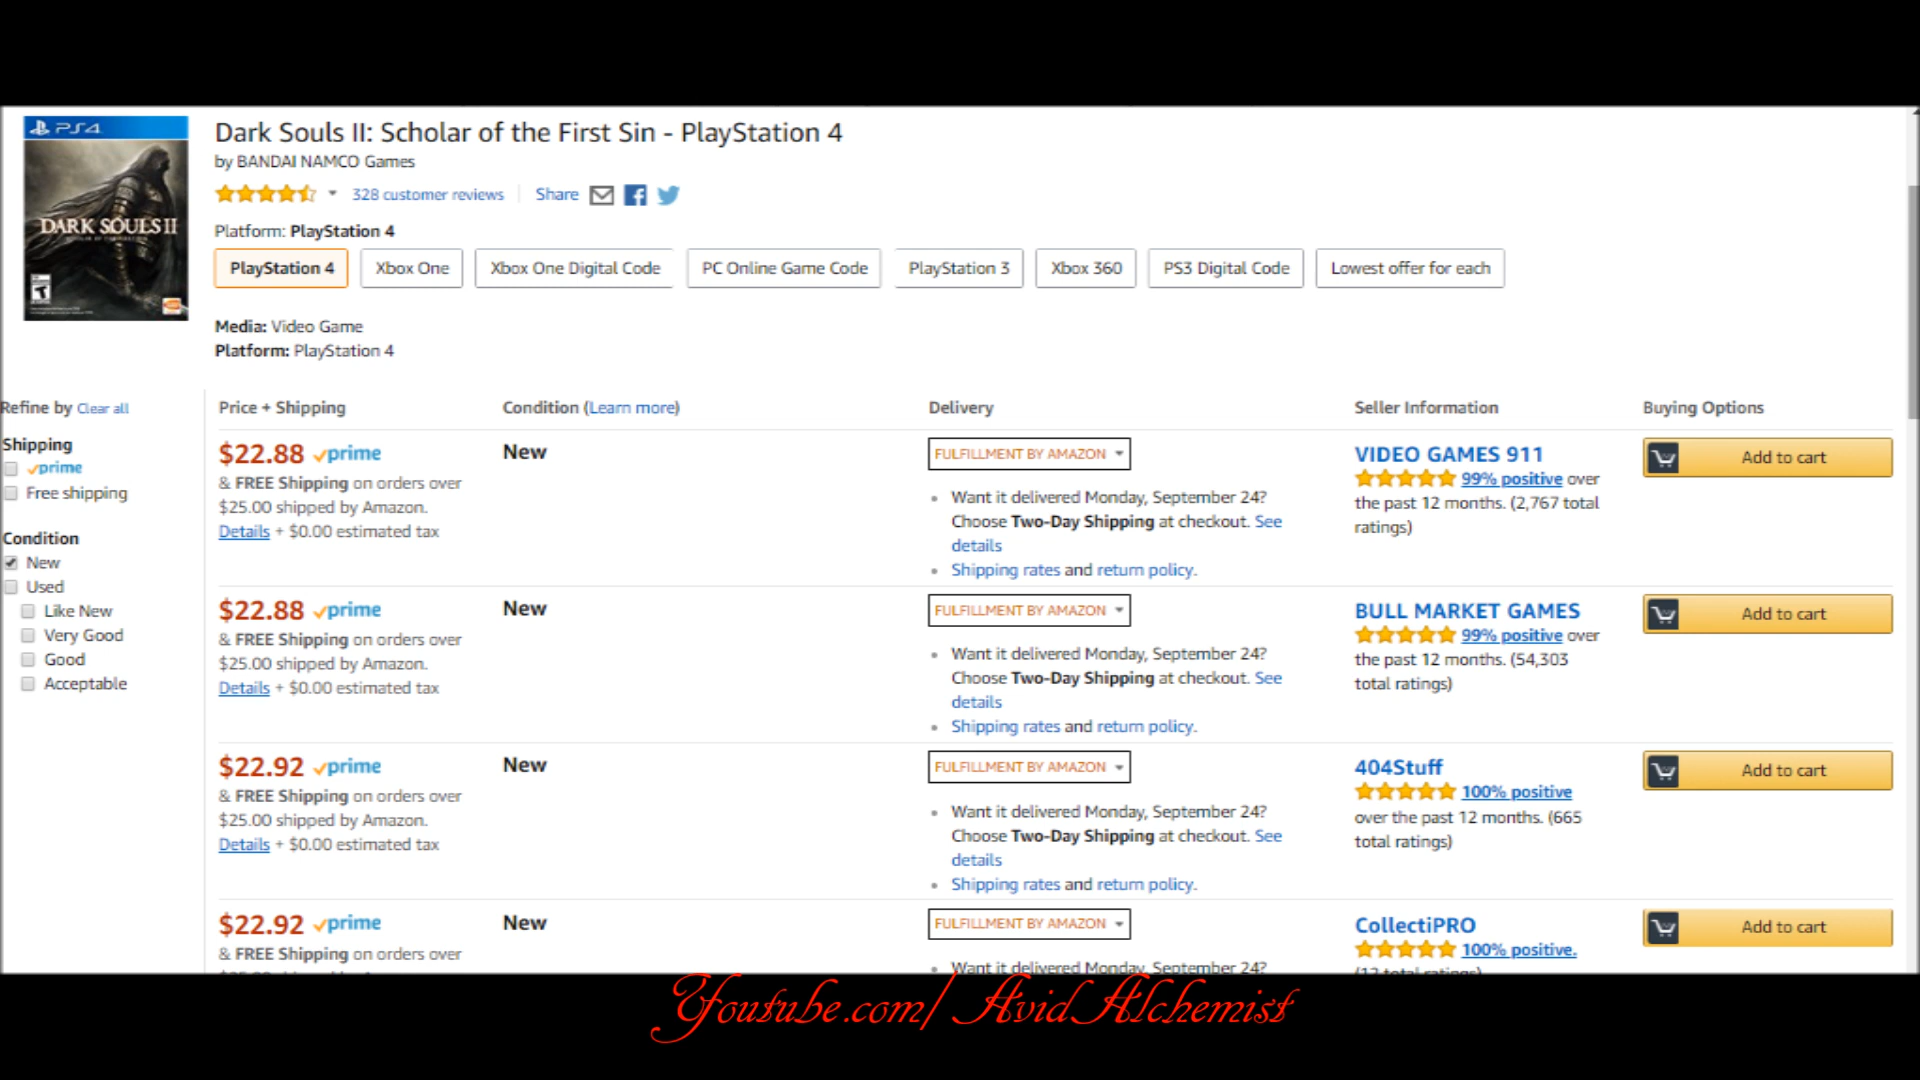 PS4
DARK SOULS II
Dark Souls II: Scholar of the First Sin - PlayStation 4
by BANDAI NAMCO Games
328 customer reviews
Share
Platform: PlayStation 4
PlayStation 4
Xbox One
Xbox One Digital Code
PC Online Game Code
PlayStation 3
Xbox 360
PS3 Digital Code
Lowest offer for each
Media: Video Game
Platform: PlayStation 4
Refine by Clear all
Shipping
prime
Free shipping
Condition
New
Used
Like New
Very Good
Good
Acceptable
Price + Shipping
Condition (Learn more)
Delivery
Seller Information
Buying Options
$22.88 prime
& FREE Shipping on orders over
$25.00 shipped by Amazon.
Details + $0.00 estimated tax
New
FULFILLMENT BY AMAZON
Want it delivered Monday, September 24?
Choose Two-Day Shipping at checkout. See
details
Shipping rates and return policy.
VIDEO GAMES 911
99% positive over
the past 12 months. (2,767 total
ratings)
Add to cart
$22.88 prime
& FREE Shipping on orders over
$25.00 shipped by Amazon.
Details + $0.00 estimated tax
New
FULFILLMENT BY AMAZON
Want it delivered Monday, September 24?
Choose Two-Day Shipping at checkout. See
details
Shipping rates and return policy.
BULL MARKET GAMES
99% positive over
the past 12 months. (54,303
total ratings)
Add to cart
$22.92 prime
& FREE Shipping on orders over
$25.00 shipped by Amazon.
Details + $0.00 estimated tax
New
FULFILLMENT BY AMAZON
Want it delivered Monday, September 24?
Choose Two-Day Shipping at checkout. See
details
Shipping rates and return policy.
404Stuff
100% positive
over the past 12 months. (665
total ratings)
Add to cart
$22.92 prime
& FREE Shipping on orders over
New
FULFILLMENT BY AMAZON
Want it delivered Monday, September 24?
CollectiPRO
100% positive.
Add to cart
Youtube.com/ AvidAlchemist